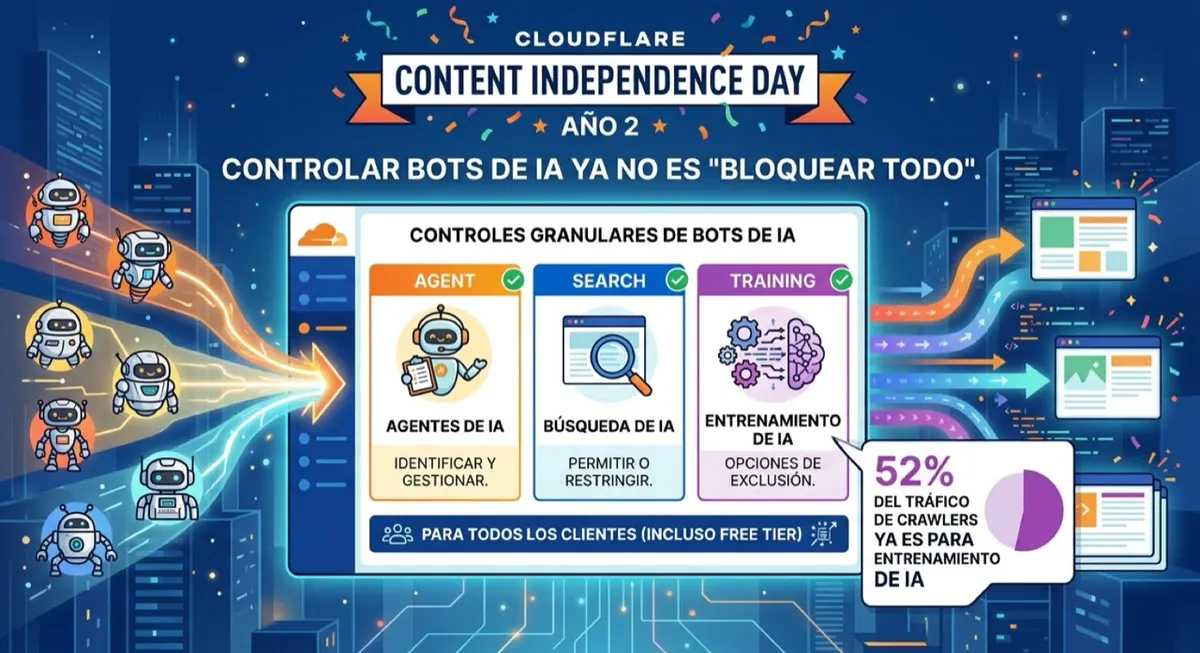 CLOUDFLARE
CONTENT INDEPENDENCE DAY
AÑO 2
CONTROLAR BOTS DE IA YA NO ES "BLOQUEAR TODO".
CONTROLES GRANULARES DE BOTS DE IA
AGENT
AGENTES DE IA
IDENTIFICAR Y
GESTIONAR.
SEARCH
BÚSQUEDA DE IA
PERMITIR O
RESTRINGIR.
TRAINING
ENTRENAMIENTO
DE IA
OPCIONES DE
EXCLUSIÓN.
PARA TODOS LOS CLIENTES (INCLUSO FREE TIER)
52%
DEL TRÁFICO
DE CRAWLERS
YA ES PARA
ENTRENAMIENTO
DE IA